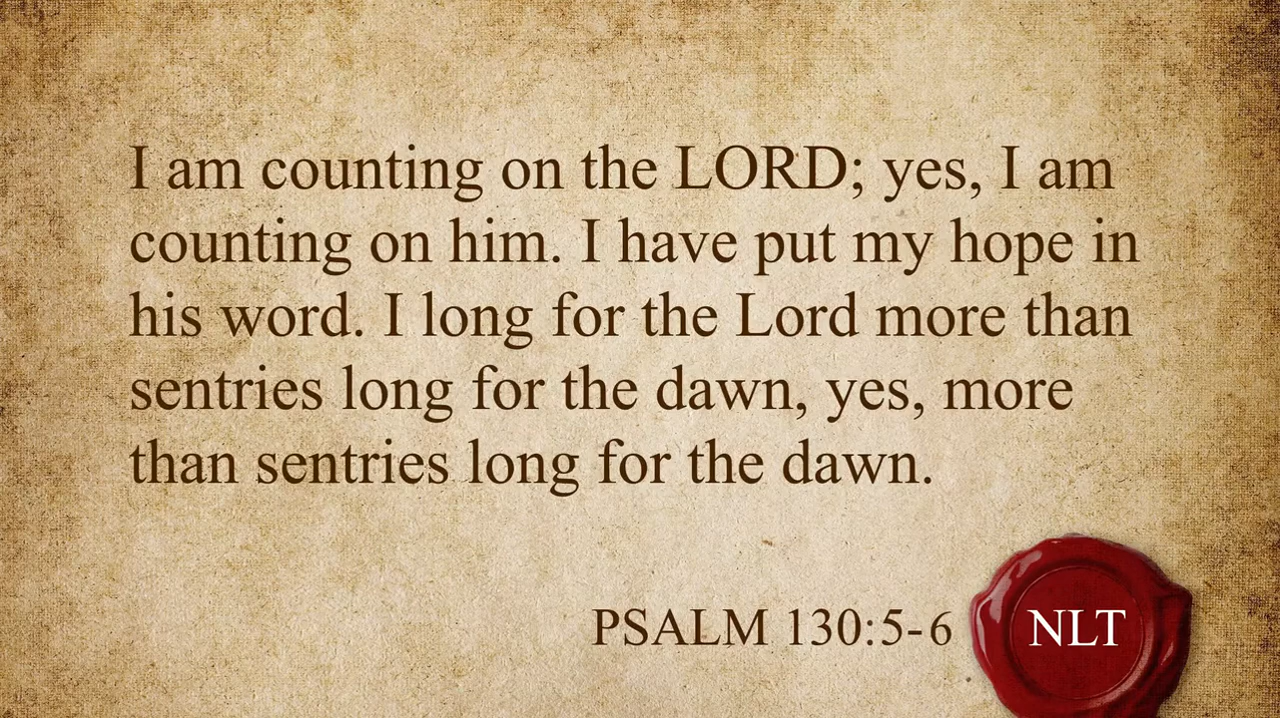 I am counting on the LORD; yes, I am
counting on him. I have put my hope in
his word. I long for the Lord more than
sentries long for the dawn, yes, more
than sentries long for the dawn.
PSALM 130:5-6
NLT